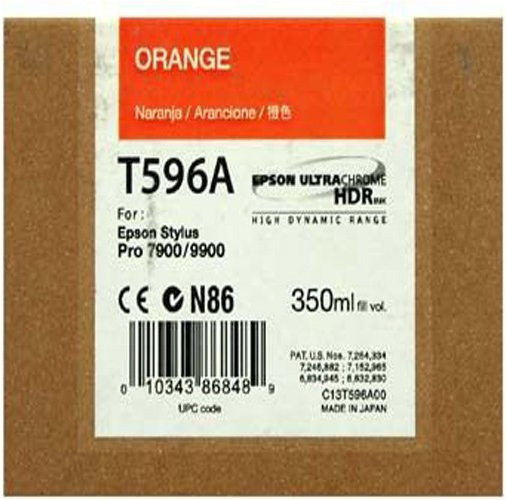 ORANGE
Naranja / Arancione / 橙色
T596A
EPSON ULTRACHROME
HDR INK
HIGH DYNAMIC RANGE
For:
Epson Stylus
Pro 7900/9900
CE N86
350ml fill vol.
0 10343 86848 9
UPC code
PAT. U.S. Nos. 7,264,334
7,246,882 ; 7,152,965
6,834,945 ; 6,632,830
C13T596A00
MADE IN JAPAN